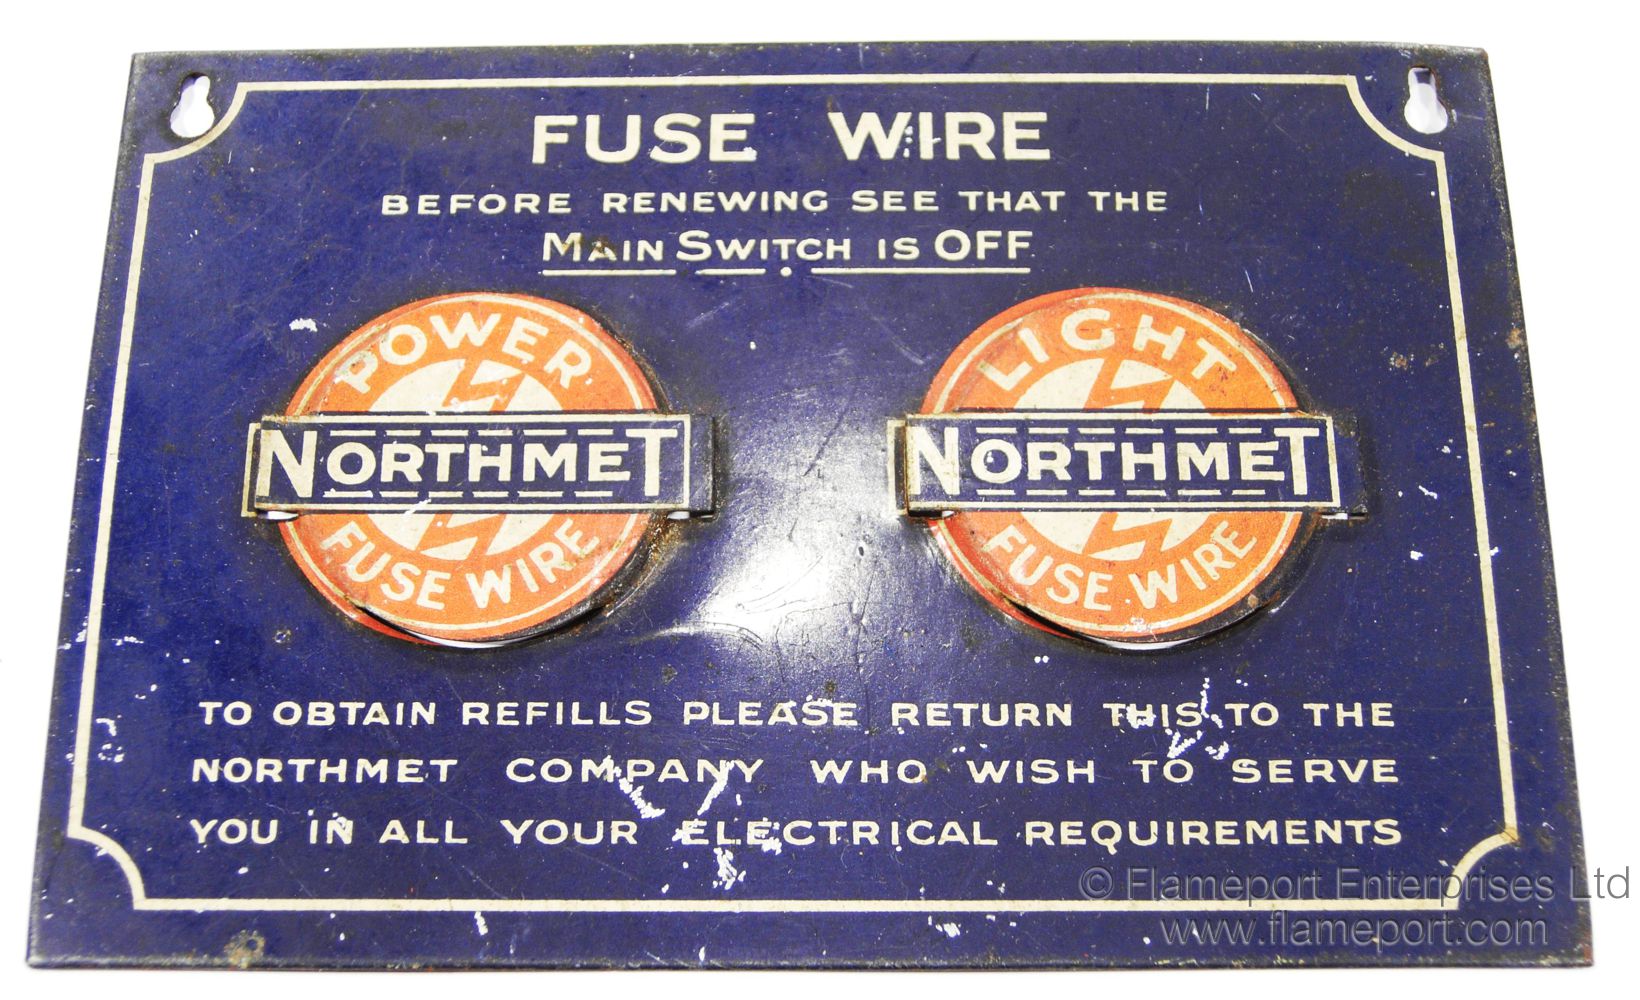 FUSE WIRE
BEFORE RENEWING SEE THAT THE
MAIN SWITCH IS OFF
POWER
NORTHMET
FUSE WIRE
LIGHT
NORTHMET
FUSE WIRE
TO OBTAIN REFILLS PLEASE RETURN THIS TO THE
NORTHMET COMPANY WHO WISH TO SERVE
YOU IN ALL YOUR ELECTRICAL REQUIREMENTS
© Flameport Enterprises Ltd
www.flameport.com